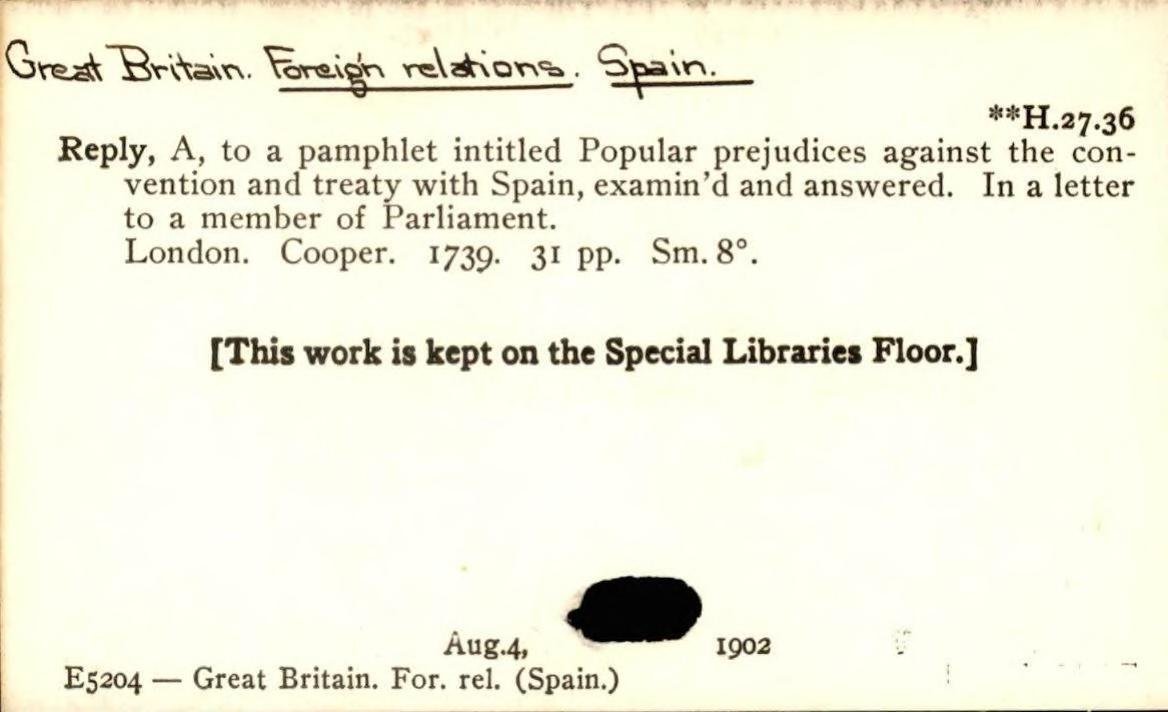 Great Britain. Foreign relations. Spain.
**H.27.36
Reply, A, to a pamphlet intitled Popular prejudices against the con-
vention and treaty with Spain, examin'd and answered. In a letter
to a member of Parliament.
London. Cooper. 1739. 31 pp. Sm. 8°.
[This work is kept on the Special Libraries Floor.]
Aug.4, 1902
E5204 — Great Britain. For. rel. (Spain.)